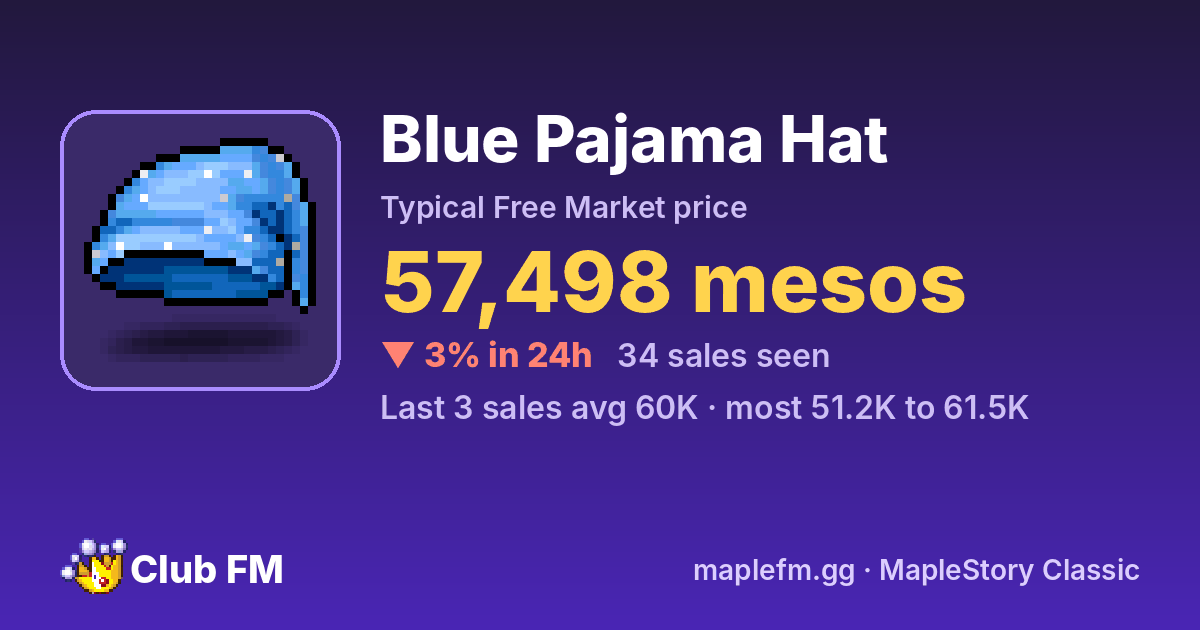 Blue Pajama Hat
Typical Free Market price
57,498 mesos
▼ 3% in 24h 34 sales seen
Last 3 sales avg 60K · most 51.2K to 61.5K
Club FM
maplefm.gg · MapleStory Classic